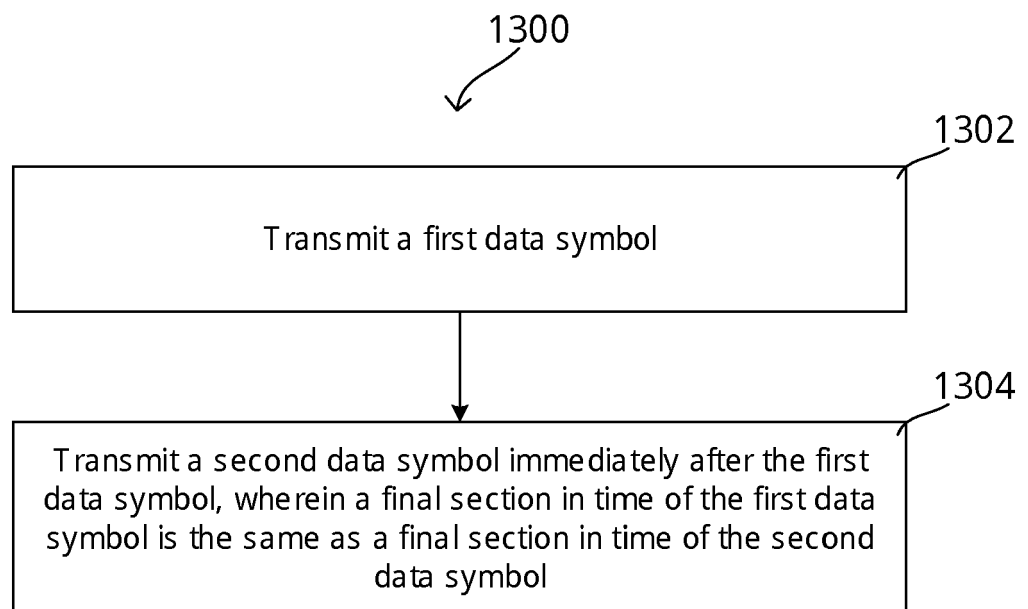 1300
1302
Transmit a first data symbol
1304
Transmit a second data symbol immediately after the first
data symbol, wherein a final section in time of the first data
symbol is the same as a final section in time of the second
data symbol